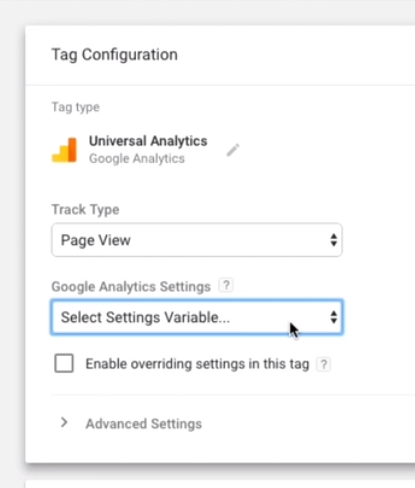 Tag Configuration
Tag type
Universal Analytics
Google Analytics
Track Type
Page View
Google Analytics Settings ?
Select Settings Variable...
Enable overriding settings in this tag ?
Advanced Settings